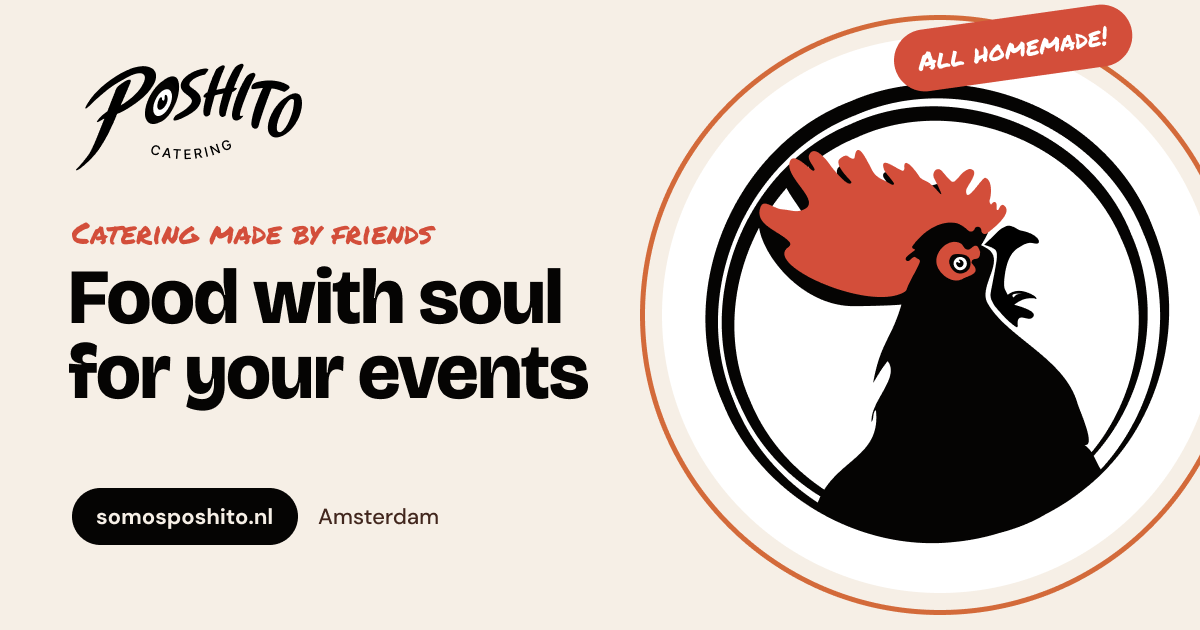 POSHITO
CATERING
ALL HOMEMADE!
CATERING MADE BY FRIENDS
Food with soul
for your events
somosposhito.nl
Amsterdam